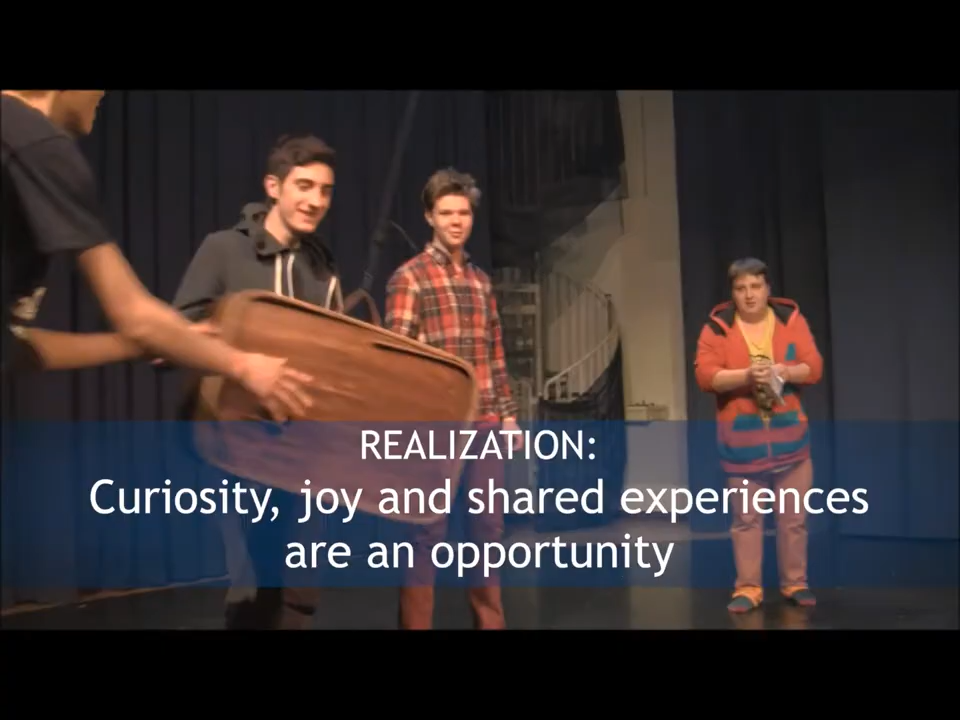 REALIZATION:
Curiosity, joy and shared experiences
are an opportunity